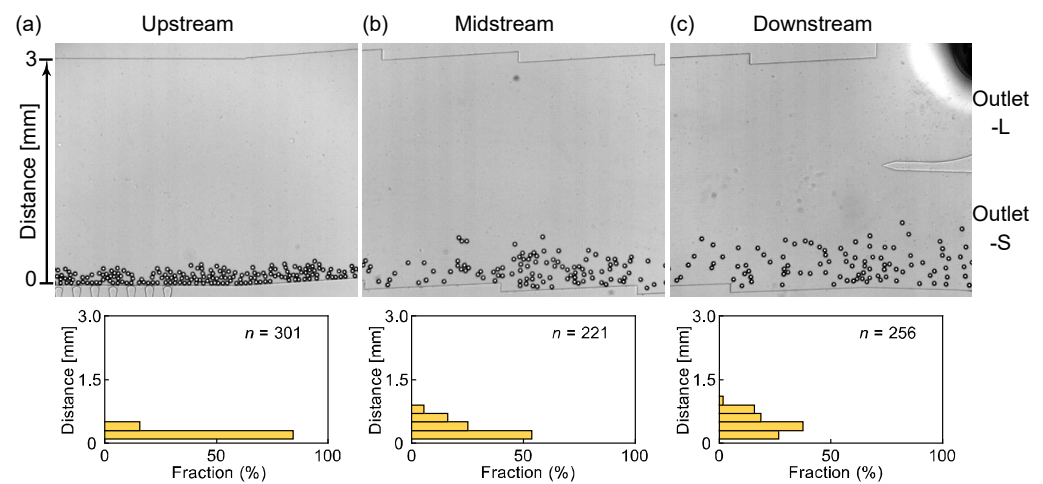 (a) Upstream
(b) Midstream
(c) Downstream
3
Distance [mm]
0
Outlet
-L
Outlet
-S
3.0
1.5
0
Distance [mm]
n = 301
0 50 100
Fraction (%)
3.0
1.5
0
Distance [mm]
n = 221
0 50 100
Fraction (%)
3.0
1.5
0
Distance [mm]
n = 256
0 50 100
Fraction (%)